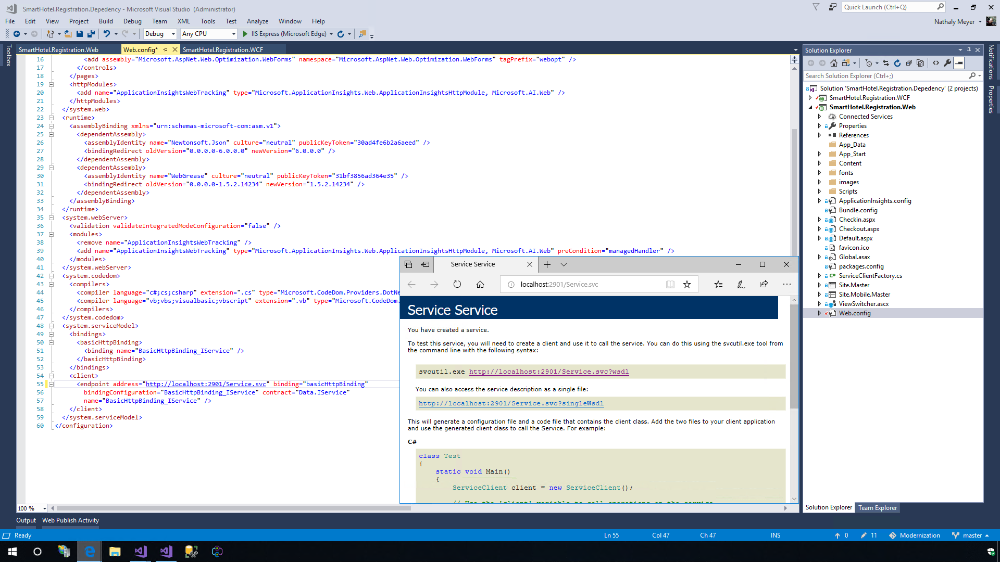 SmartHotel.Registration.Depedency - Microsoft Visual Studio (Administrator)
Quick Launch (Ctrl+Q)
File Edit View Project Build Debug Team XML Tools Test Analyze Window Help
Nathaly Meyer
Debug Any CPU IIS Express (Microsoft Edge)
Toolbox
SmartHotel.Registration.Web Web.config* SmartHotel.Registration.WCF
16 <add assembly="Microsoft.AspNet.Web.Optimization.WebForms" namespace="Microsoft.AspNet.Web.Optimization.WebForms" tagPrefix="webopt" />
17 </controls>
18 </pages>
19 <httpModules>
20 <add name="ApplicationInsightsWebTracking" type="Microsoft.ApplicationInsights.Web.ApplicationInsightsHttpModule, Microsoft.AI.Web" />
21 </httpModules>
22 </system.web>
23 <runtime>
24 <assemblyBinding xmlns="urn:schemas-microsoft-com:asm.v1">
25 <dependentAssembly>
26 <assemblyIdentity name="Newtonsoft.Json" culture="neutral" publicKeyToken="30ad4fe6b2a6aeed" />
27 <bindingRedirect oldVersion="0.0.0.0-6.0.0.0" newVersion="6.0.0.0" />
28 </dependentAssembly>
29 <dependentAssembly>
30 <assemblyIdentity name="WebGrease" culture="neutral" publicKeyToken="31bf3856ad364e35" />
31 <bindingRedirect oldVersion="0.0.0.0-1.5.2.14234" newVersion="1.5.2.14234" />
32 </dependentAssembly>
33 </assemblyBinding>
34 </runtime>
35 <system.webServer>
36 <validation validateIntegratedModeConfiguration="false" />
37 <modules>
38 <remove name="ApplicationInsightsWebTracking" />
39 <add name="ApplicationInsightsWebTracking" type="Microsoft.ApplicationInsights.Web.ApplicationInsightsHttpModule, Microsoft.AI.Web" preCondition="managedHandler" />
40 </modules>
41 </system.webServer>
42 <system.codedom>
43 <compilers>
44 <compiler language="c#;cs;csharp" extension=".cs" type="Microsoft.CodeDom.Providers.DotNe
45 <compiler language="vb;vbs;visualbasic;vbscript" extension=".vb" type="Microsoft.CodeDom.
46 </compilers>
47 </system.codedom>
48 <system.serviceModel>
49 <bindings>
50 <basicHttpBinding>
51 <binding name="BasicHttpBinding_IService" />
52 </basicHttpBinding>
53 </bindings>
54 <client>
55 <endpoint address="http://localhost:2901/Service.svc" binding="basicHttpBinding"
56 bindingConfiguration="BasicHttpBinding_IService" contract="Data.IService"
57 name="BasicHttpBinding_IService" />
58 </client>
59 </system.serviceModel>
60 </configuration>
100 %
Service Service
localhost:2901/Service.svc
Service Service
You have created a service.
To test this service, you will need to create a client and use it to call the service. You can do this using the svcutil.exe tool from
the command line with the following syntax:
svcutil.exe http://localhost:2901/Service.svc?wsdl
You can also access the service description as a single file:
http://localhost:2901/Service.svc?singleWsdl
This will generate a configuration file and a code file that contains the client class. Add the two files to your client application
and use the generated client class to call the Service. For example:
C#
class Test
{
static void Main()
{
ServiceClient client = new ServiceClient();
// Use the 'client' variable to call operations on the service.
Solution Explorer
Search Solution Explorer (Ctrl+;)
Solution 'SmartHotel.Registration.Depedency' (2 projects)
SmartHotel.Registration.WCF
SmartHotel.Registration.Web
Connected Services
Properties
References
App_Data
App_Start
Content
fonts
images
Scripts
ApplicationInsights.config
Bundle.config
Checkin.aspx
Checkout.aspx
Default.aspx
favicon.ico
Global.asax
packages.config
ServiceClientFactory.cs
Site.Master
Site.Mobile.Master
ViewSwitcher.ascx
Web.config
Solution Explorer Team Explorer
Notifications
Properties
Output Web Publish Activity
Ready Ln 55 Col 47 Ch 47 INS 0 11 Modernization master